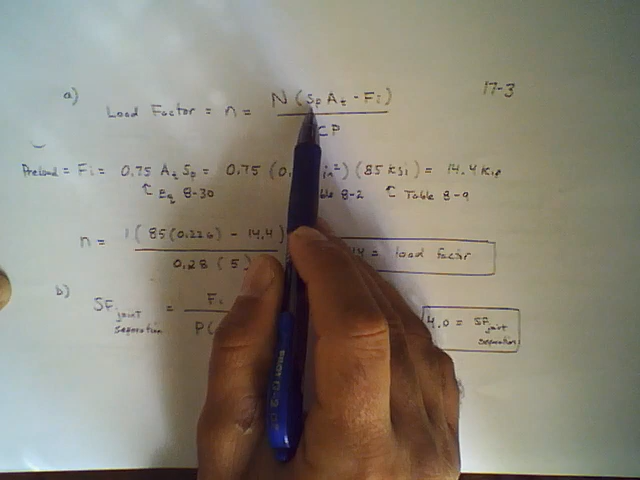 a) Load Factor = n = N (Sp At - Fi) 17-3
CP
Preload = Fi = 0.75 At Sp = 0.75 (0. in²) (85 ksi) = 14.4 kip
↑ Eq 8-30 8-2 ↑ Table 8-9
n = 1 ( 85(0.226) - 14.4) = load factor
0.28 (5)
b) SF joint separation = Fi 4.0 = SF joint separation
P(